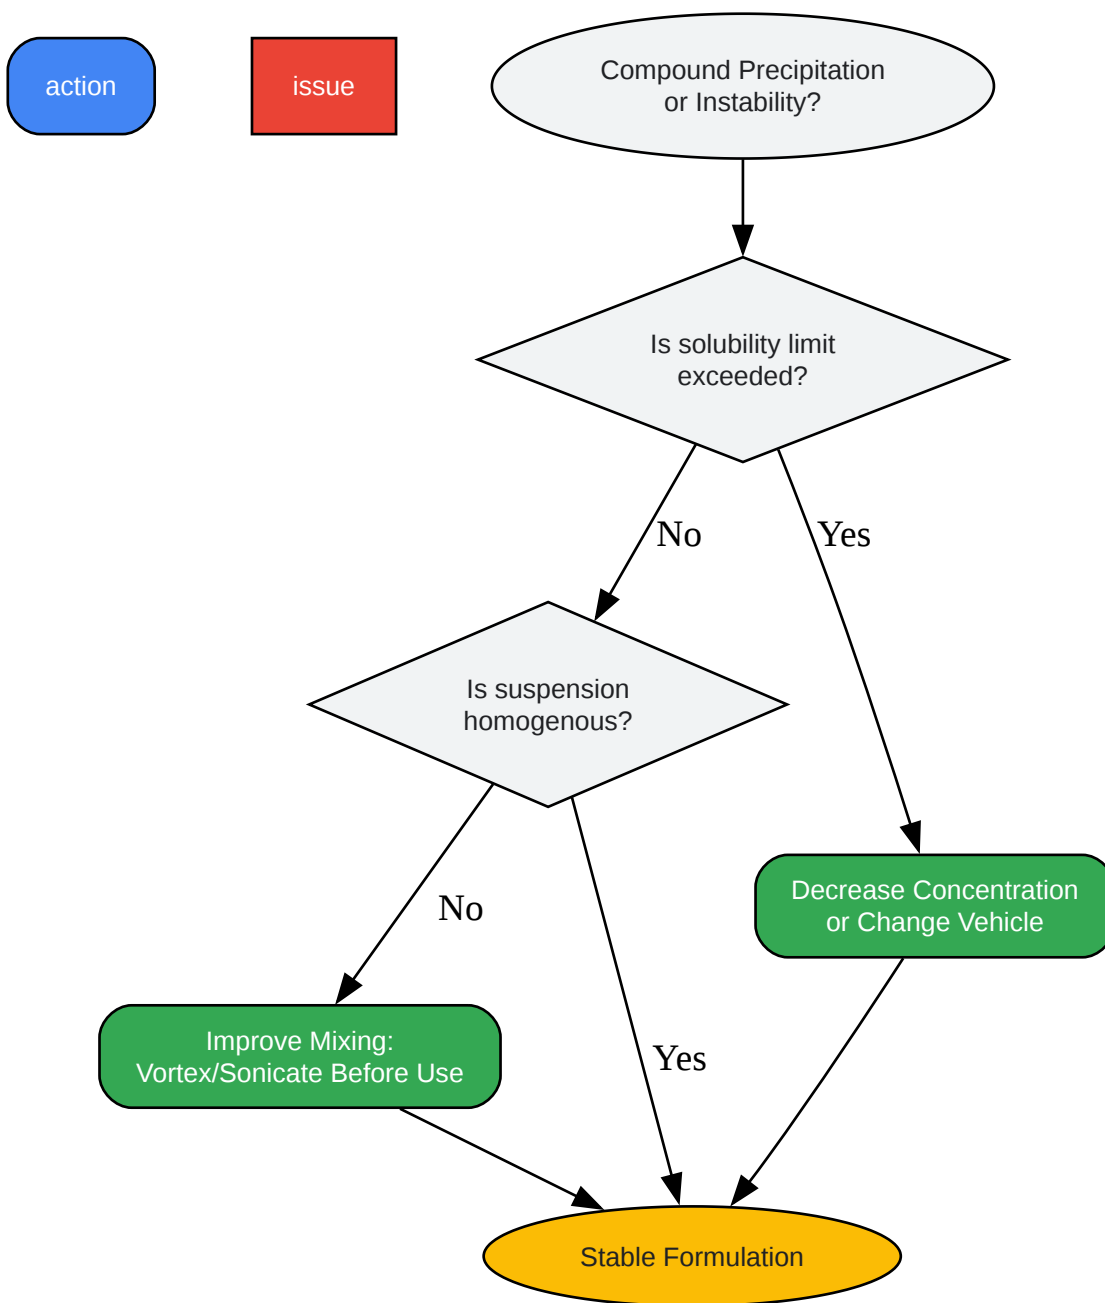 action
issue
Compound Precipitation
or Instability?
Is solubility limit
exceeded?
No
Yes
Is suspension
homogenous?
No
Decrease Concentration
or Change Vehicle
Improve Mixing:
Vortex/Sonicate Before Use
Yes
Stable Formulation